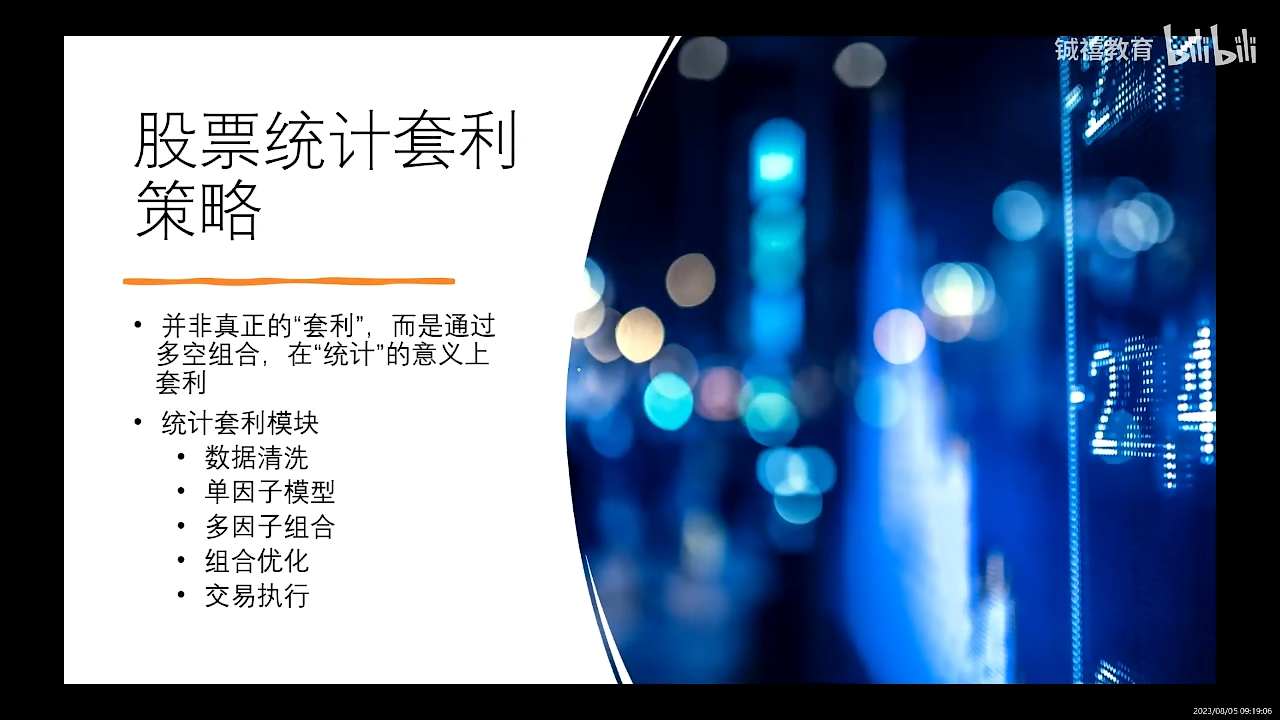 钺禧教育 bilibili
股票统计套利
策略
• 并非真正的“套利”，而是通过
多空组合，在“统计”的意义上
套利
• 统计套利模块
• 数据清洗
• 单因子模型
• 多因子组合
• 组合优化
• 交易执行
274
2023/08/05 09:19:06